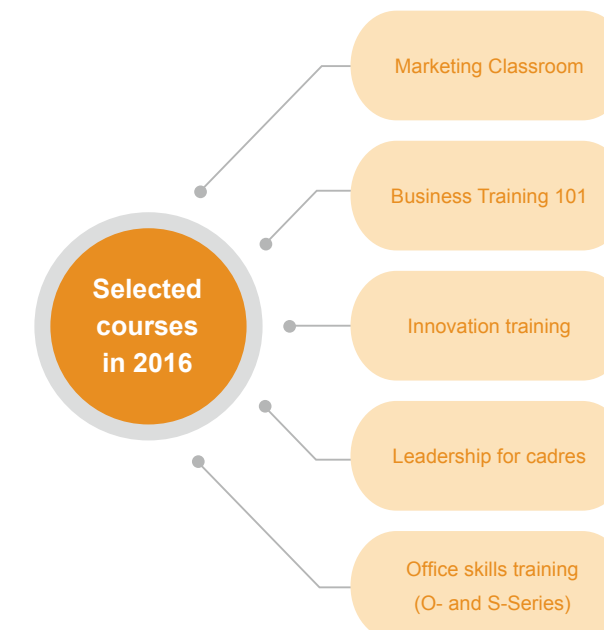 Marketing Classroom
Business Training 101
Selected
courses
in 2016
Innovation training
Leadership for cadres
Office skills training
(O- and S-Series)